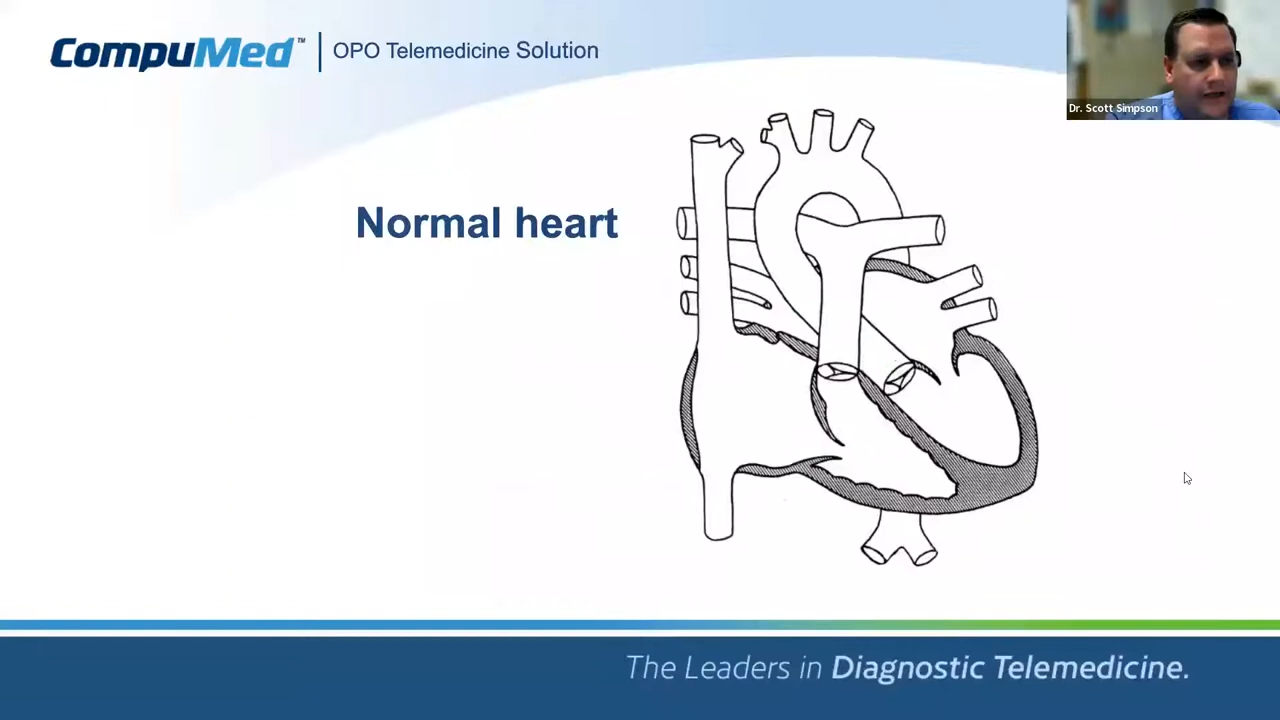 CompuMed™ | OPO Telemedicine Solution
Dr. Scott Simpson
Normal heart
The Leaders in Diagnostic Telemedicine.